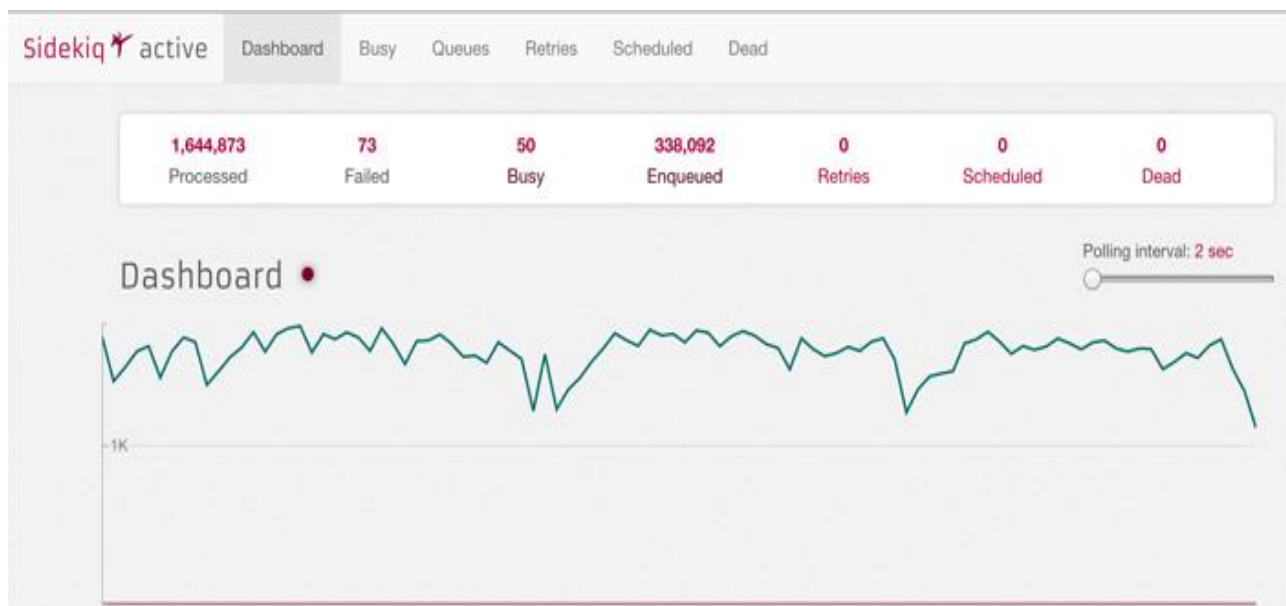 Sidekiq active Dashboard Busy Queues Retries Scheduled Dead
1,644,873 73 50 338,092 0 0 0
Processed Failed Busy Enqueued Retries Scheduled Dead
Polling interval: 2 sec
Dashboard
1K